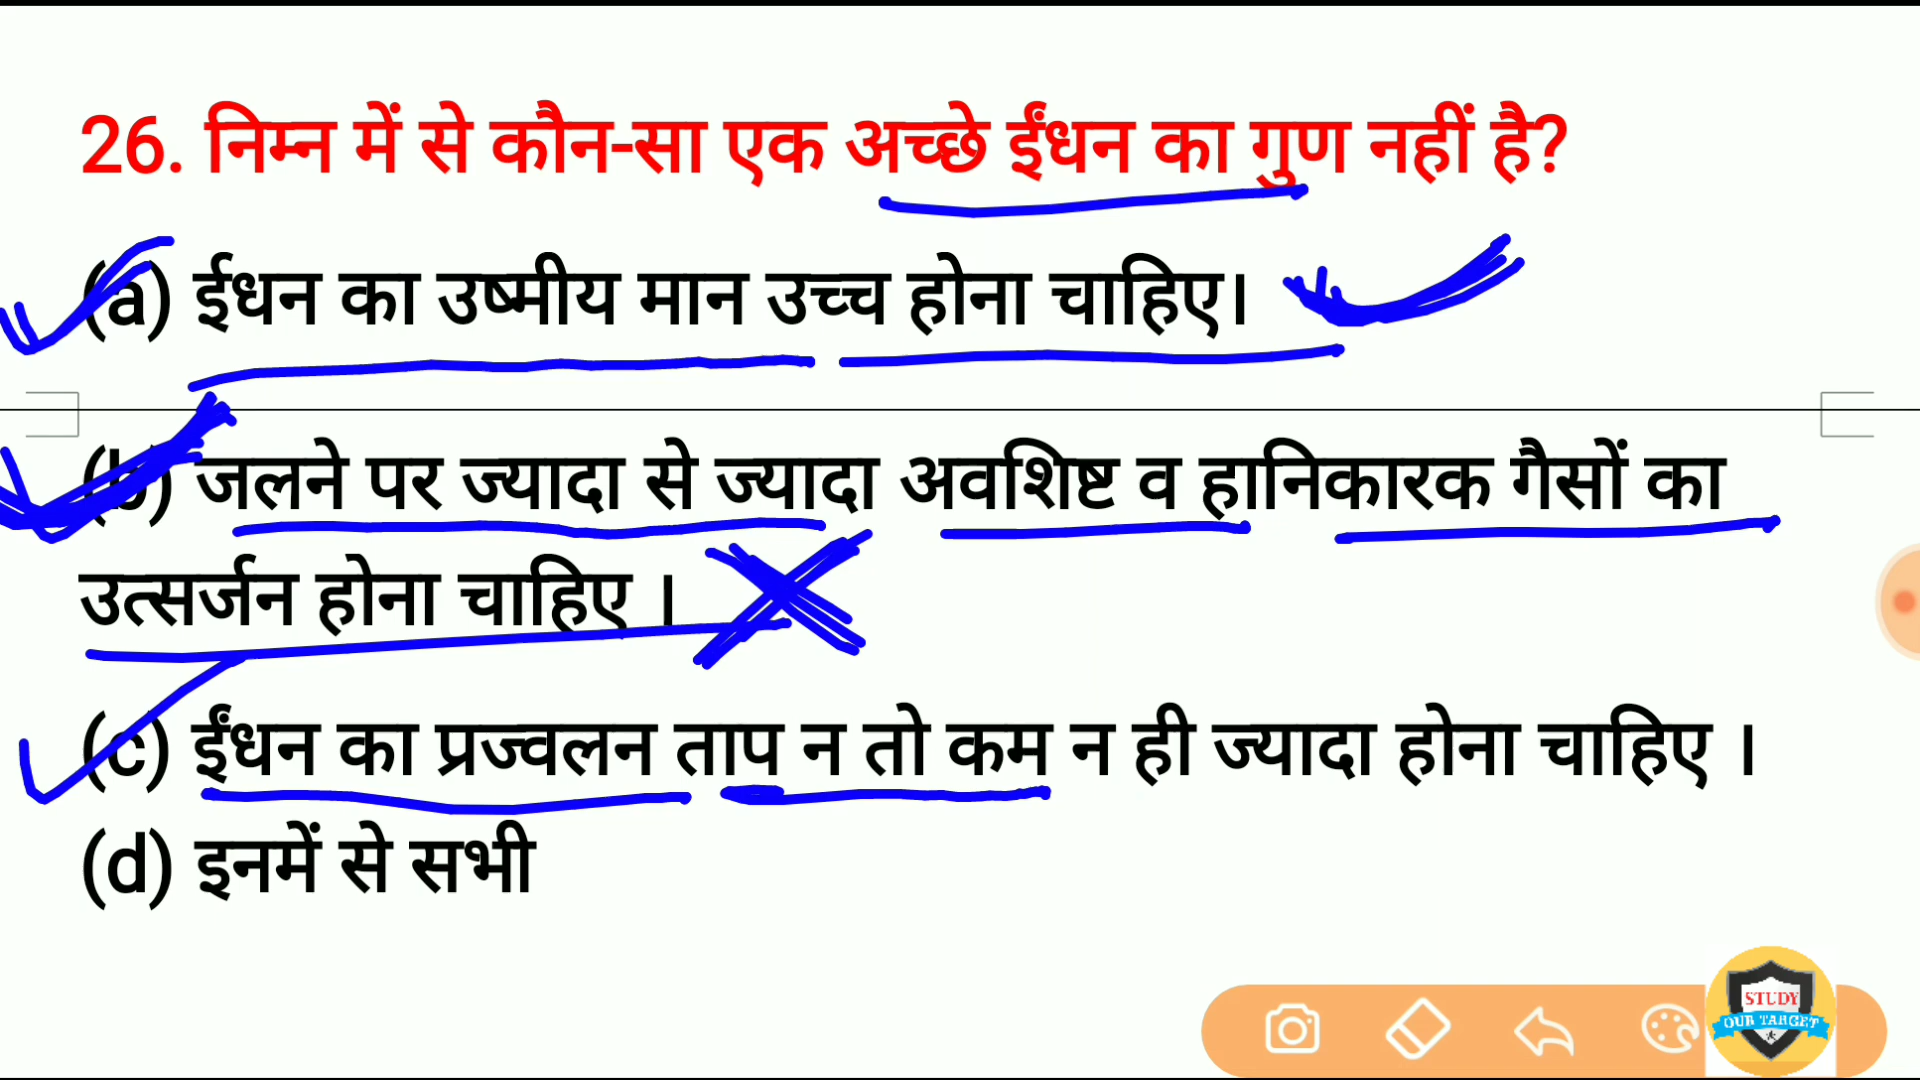 26. निम्न में से कौन-सा एक अच्छे ईंधन का गुण नहीं है?
(a) ईधन का उष्मीय मान उच्च होना चाहिए।
(b) जलने पर ज्यादा से ज्यादा अवशिष्ट व हानिकारक गैसों का
उत्सर्जन होना चाहिए ।
(c) ईंधन का प्रज्वलन ताप न तो कम न ही ज्यादा होना चाहिए ।
(d) इनमें से सभी
STUDY
OUR TARGET